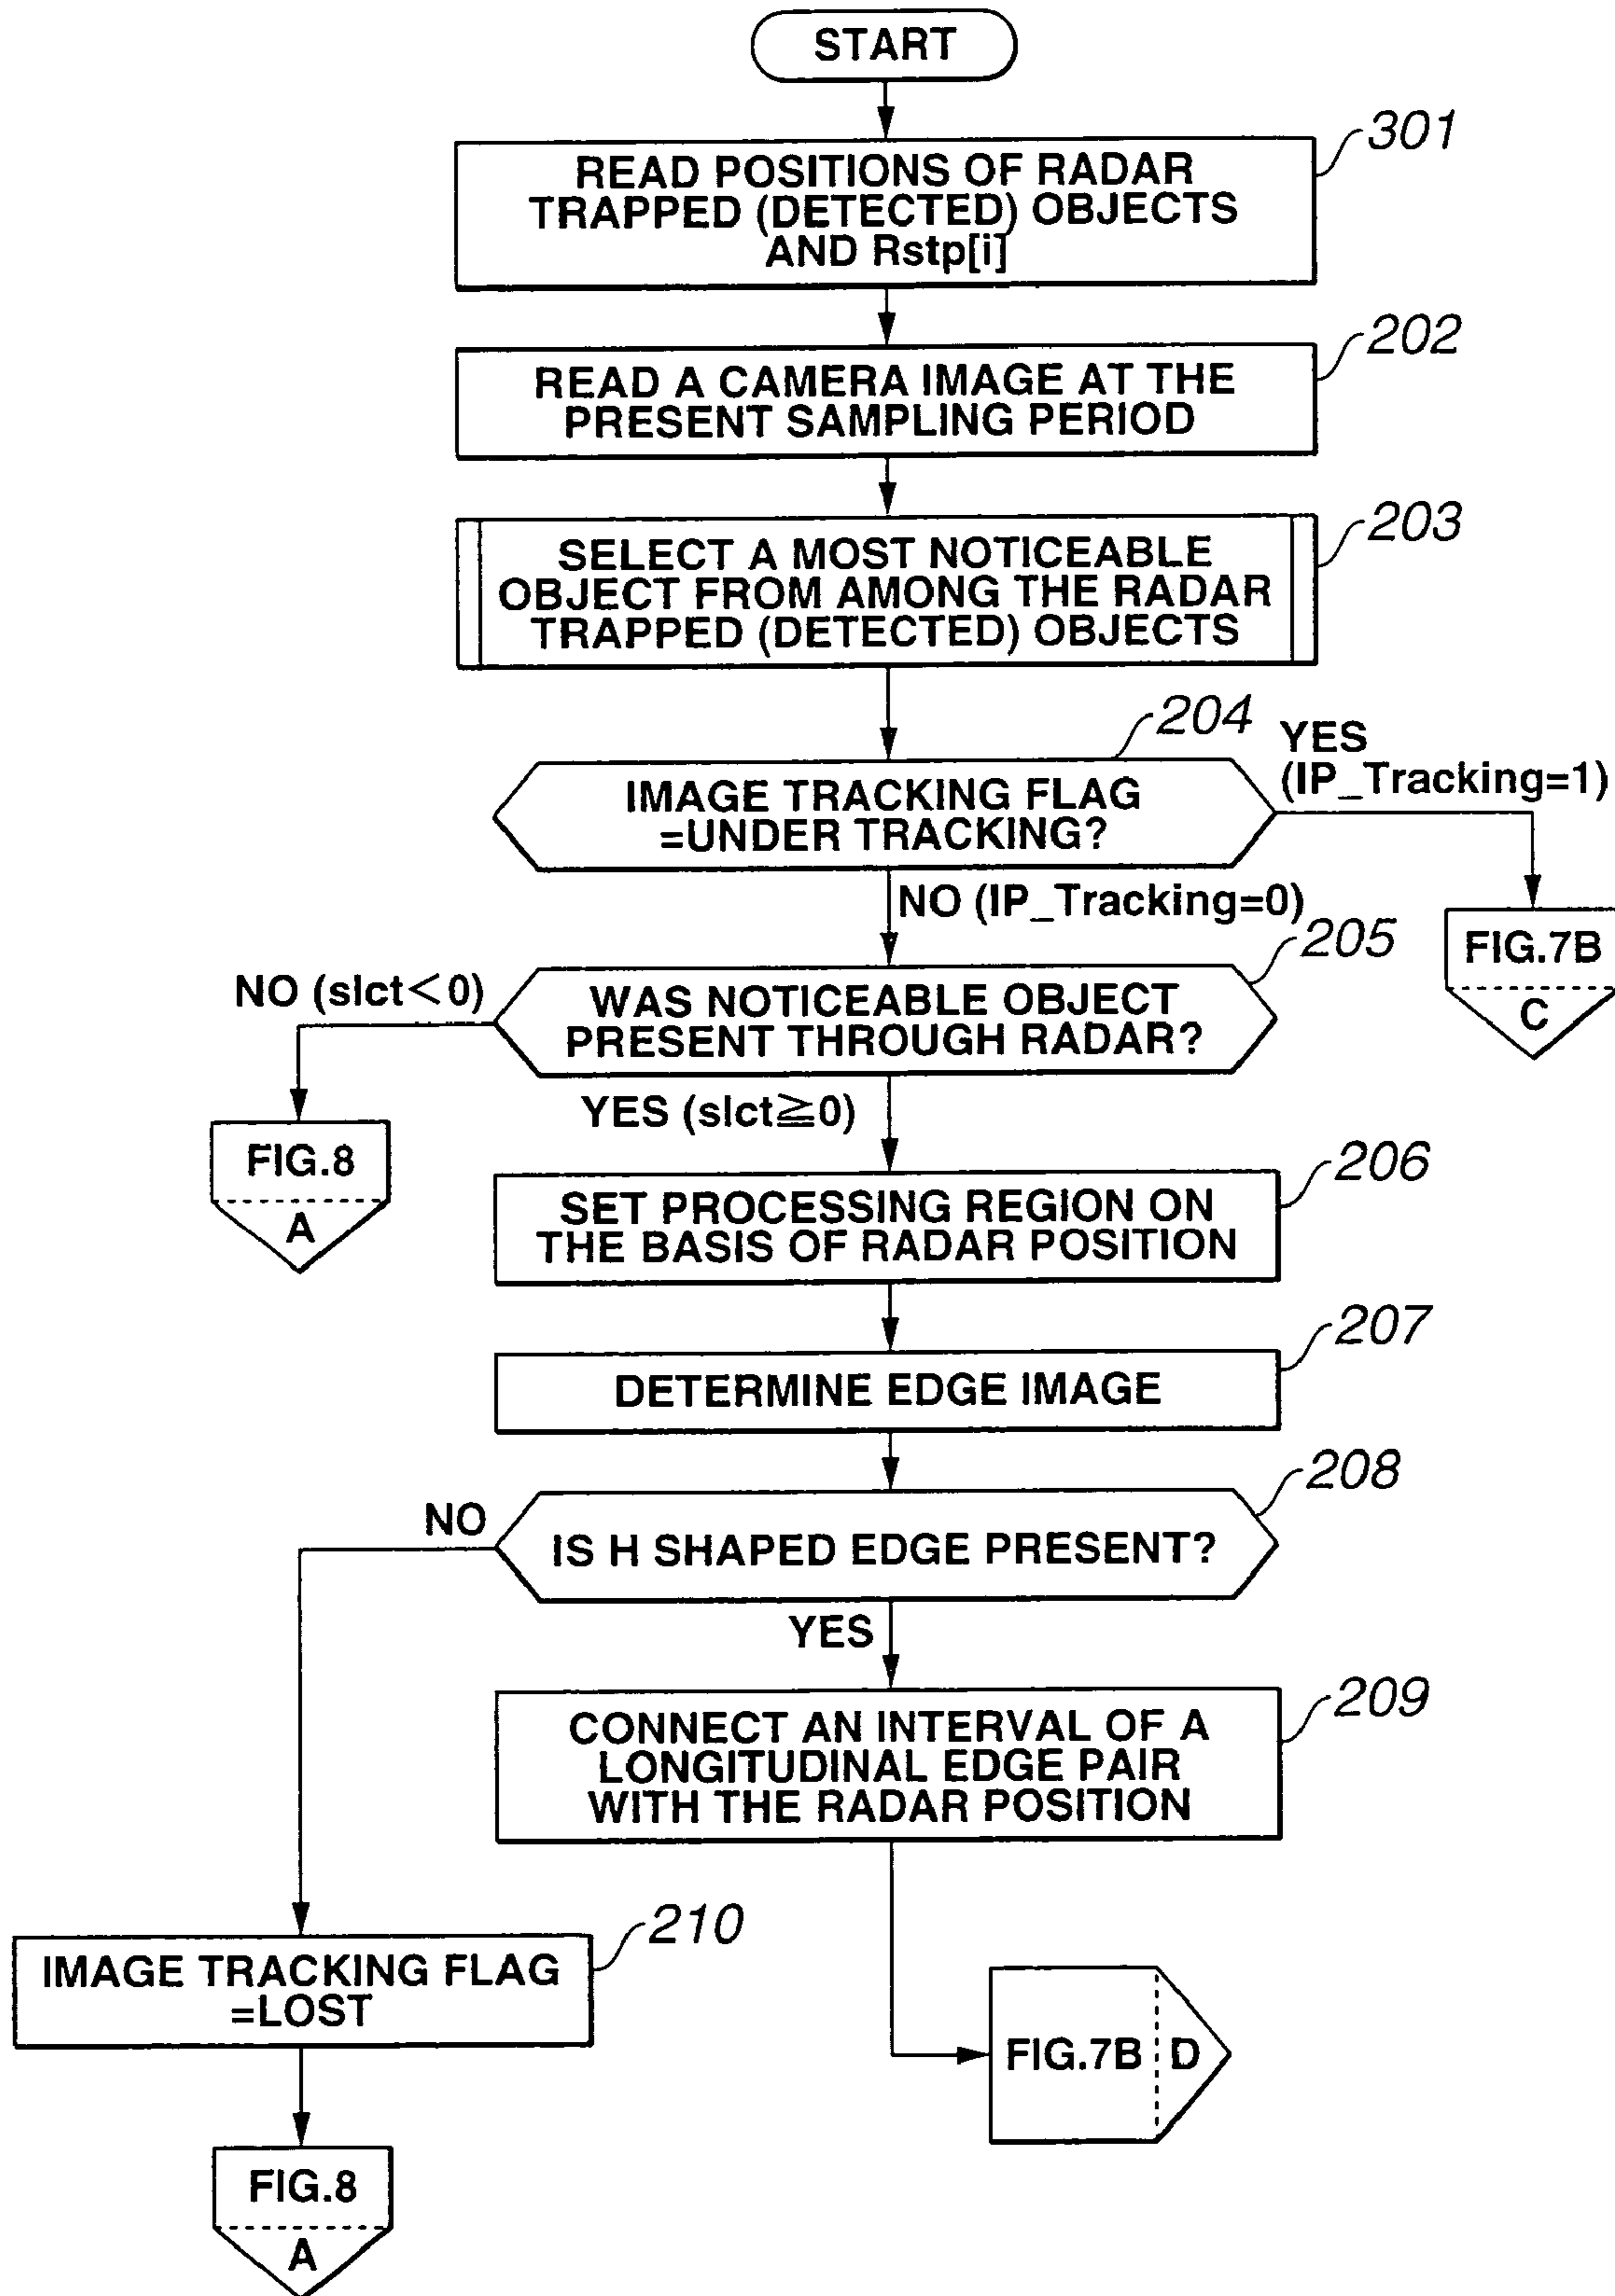 START
301
READ POSITIONS OF RADAR
TRAPPED (DETECTED) OBJECTS
AND Rstp[i]
202
READ A CAMERA IMAGE AT THE
PRESENT SAMPLING PERIOD
203
SELECT A MOST NOTICEABLE
OBJECT FROM AMONG THE RADAR
TRAPPED (DETECTED) OBJECTS
204
YES
(IP_Tracking=1)
IMAGE TRACKING FLAG
=UNDER TRACKING?
NO (IP_Tracking=0)
FIG.7B
C
205
NO (slct<0)
WAS NOTICEABLE OBJECT
PRESENT THROUGH RADAR?
YES (slct≧0)
FIG.8
A
206
SET PROCESSING REGION ON
THE BASIS OF RADAR POSITION
207
DETERMINE EDGE IMAGE
208
NO
IS H SHAPED EDGE PRESENT?
YES
209
CONNECT AN INTERVAL OF A
LONGITUDINAL EDGE PAIR
WITH THE RADAR POSITION
210
IMAGE TRACKING FLAG
=LOST
FIG.7B D
FIG.8
A